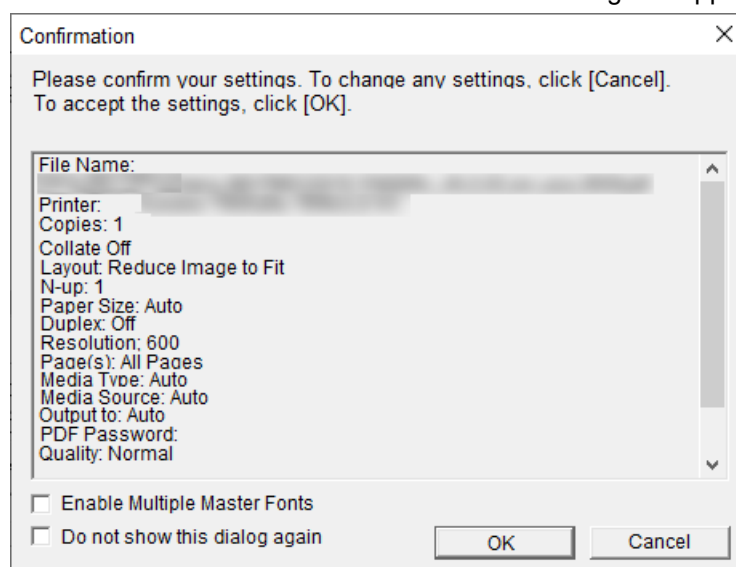 Confirmation
Please confirm your settings. To change any settings, click [Cancel].
To accept the settings, click [OK].
File Name:
Printer:
Copies: 1
Collate Off
Layout: Reduce Image to Fit
N-up: 1
Paper Size: Auto
Duplex: Off
Resolution; 600
Page(s): All Pages
Media Type: Auto
Media Source: Auto
Output to: Auto
PDF Password:
Quality: Normal
Enable Multiple Master Fonts
Do not show this dialog again
OK
Cancel